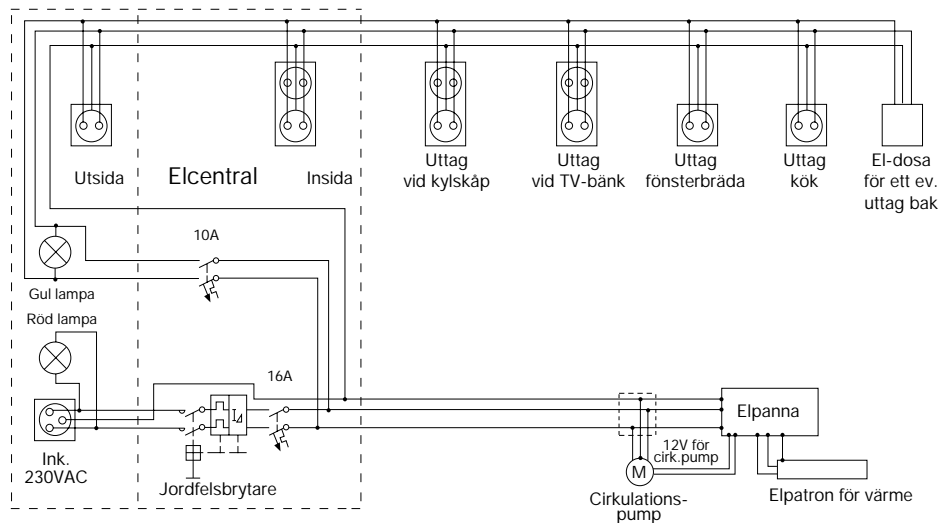 Utsida
Elcentral
Insida
Uttag
vid kylskåp
Uttag
vid TV-bänk
Uttag
fönsterbräda
Uttag
kök
El-dosa
för ett ev.
uttag bak
10A
Gul lampa
Röd lampa
16A
I⊿
Elpanna
12V för
cirk.pump
M
Ink.
230VAC
Jordfelsbrytare
Cirkulations-
pump
Elpatron för värme